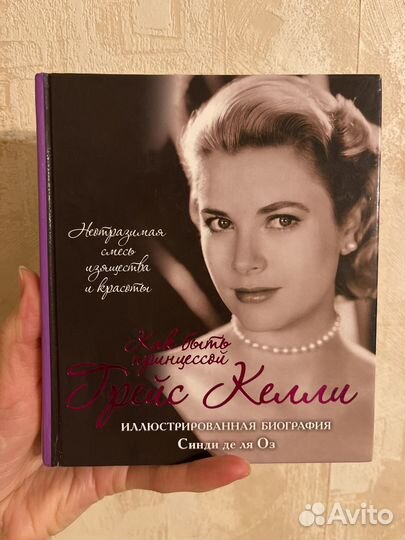 Неотразимая
смесь
изящества
и красоты
Как быть
принцессой
Грейс Келли
ИЛЛЮСТРИРОВАННАЯ БИОГРАФИЯ
Синди де ля Оз
Avito